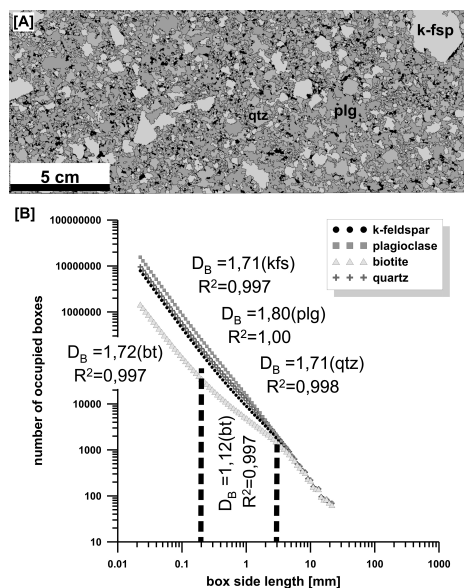 [A]
k-fsp
qtz
plg
5 cm
[B]
100000000
10000000
1000000
10000
1000
100
10
number of occupied boxes
k-feldspar
plagioclase
biotite
quartz
D_B =1,71(kfs)
R²=0,997
D_B =1,80(plg)
R²=1,00
D_B =1,72(bt)
R²=0,997
D_B =1,71(qtz)
R²=0,998
D_B =1,12(bt)
R²=0,997
0.01
0.1
1
10
100
1000
box side length [mm]